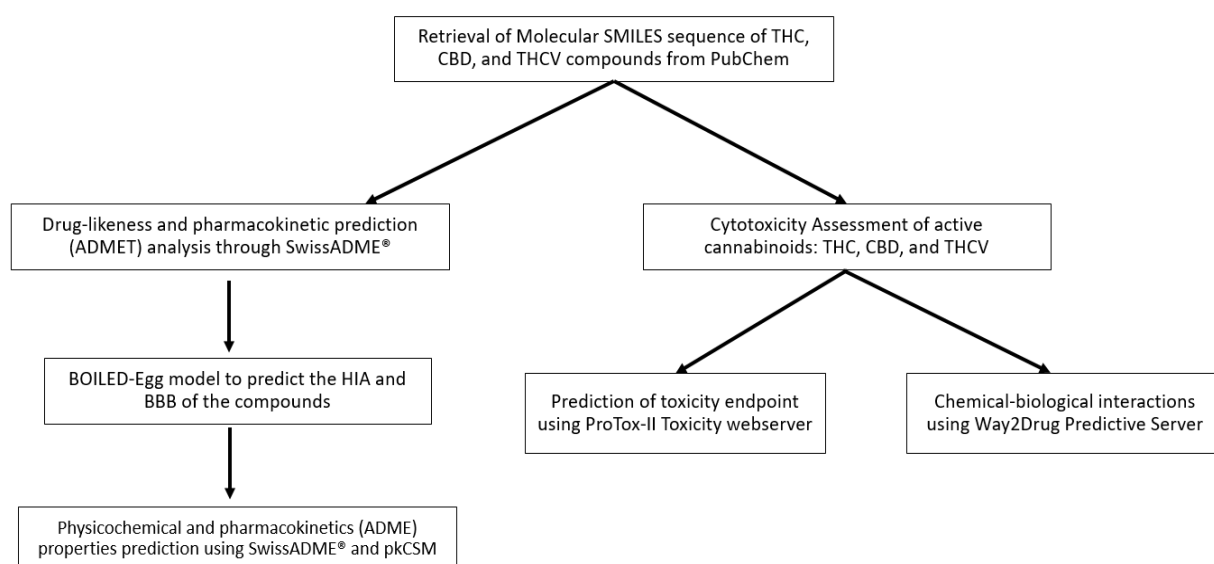 Retrieval of Molecular SMILES sequence of THC,
CBD, and THCV compounds from PubChem
Drug-likeness and pharmacokinetic prediction
(ADMET) analysis through SwissADME®
Cytotoxicity Assessment of active
cannabinoids: THC, CBD, and THCV
BOILED-Egg model to predict the HIA and
BBB of the compounds
Prediction of toxicity endpoint
using ProTox-II Toxicity webserver
Chemical-biological interactions
using Way2Drug Predictive Server
Physicochemical and pharmacokinetics (ADME)
properties prediction using SwissADME® and pkCSM